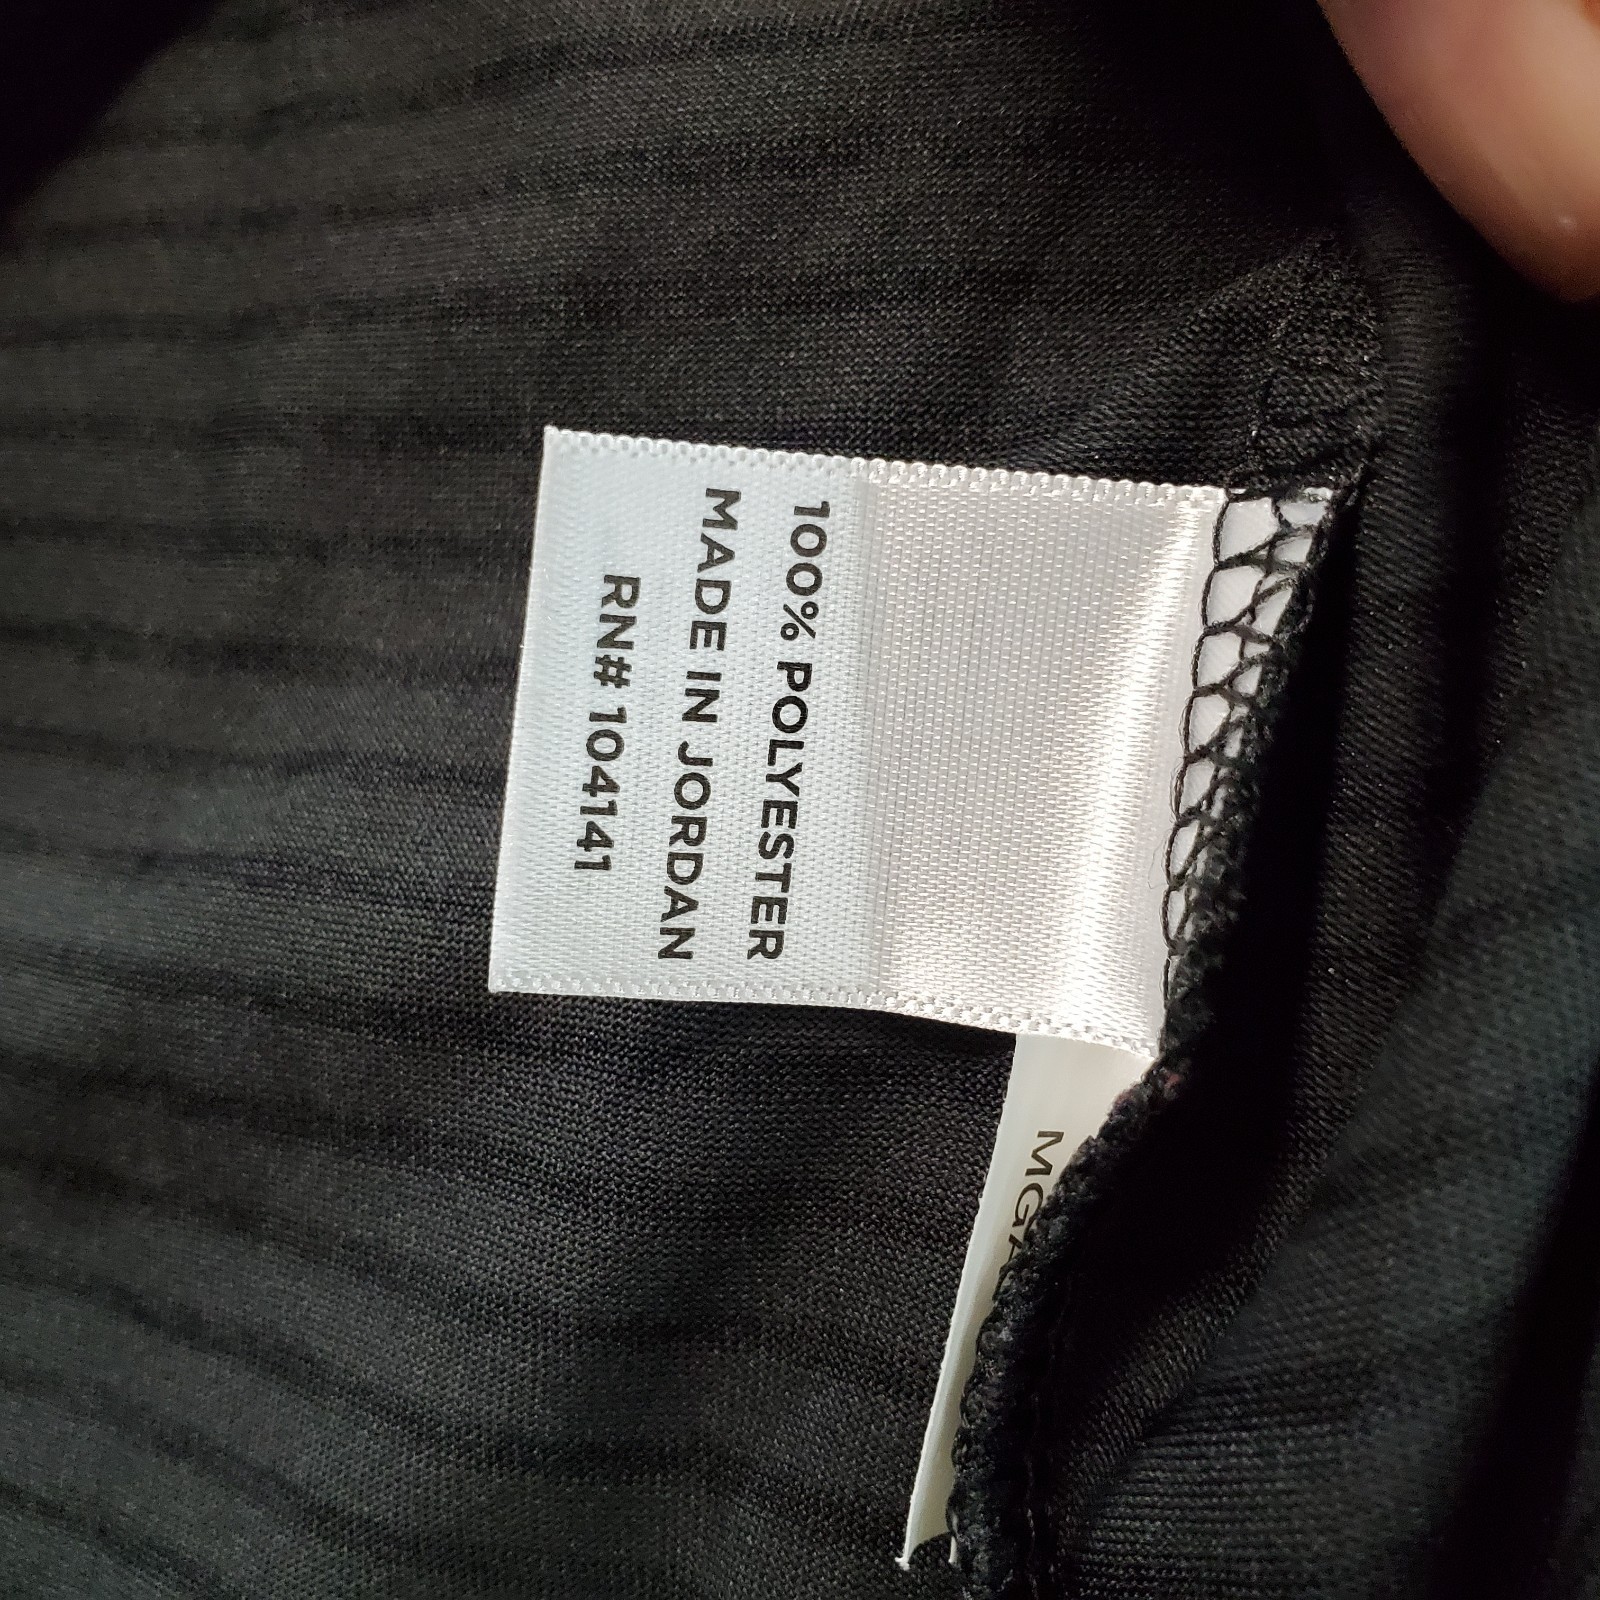 100% POLYESTER
MADE IN JORDAN
RN# 104141